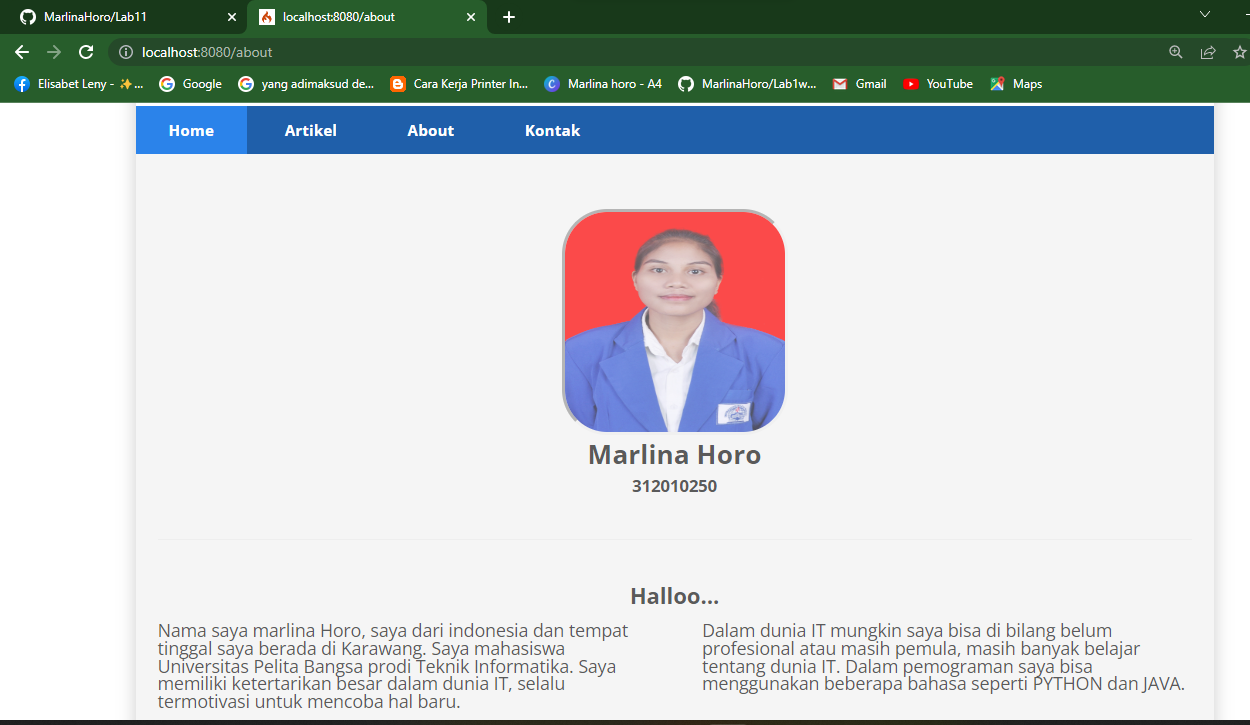 MarlinaHoro/Lab11
localhost:8080/about
localhost:8080/about
Elisabet Leny - ✨...
Google
yang adimaksud de...
Cara Kerja Printer In...
Marlina horo - A4
MarlinaHoro/Lab1w...
Gmail
YouTube
Maps
Home
Artikel
About
Kontak
Marlina Horo
312010250
Halloo...
Nama saya marlina Horo, saya dari indonesia dan tempat
tinggal saya berada di Karawang. Saya mahasiswa
Universitas Pelita Bangsa prodi Teknik Informatika. Saya
memiliki ketertarikan besar dalam dunia IT, selalu
termotivasi untuk mencoba hal baru.
Dalam dunia IT mungkin saya bisa di bilang belum
profesional atau masih pemula, masih banyak belajar
tentang dunia IT. Dalam pemograman saya bisa
menggunakan beberapa bahasa seperti PYTHON dan JAVA.